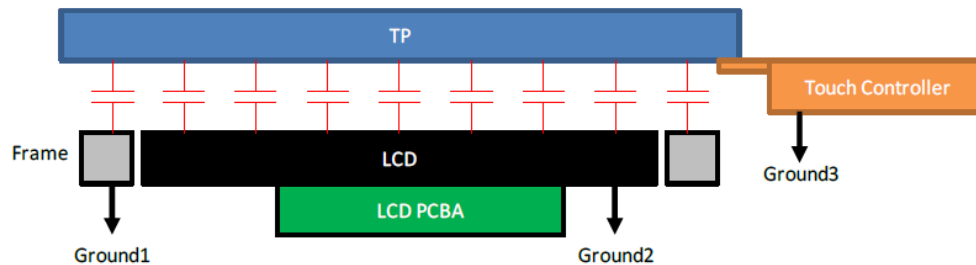 TP
Touch Controller
Frame
LCD
Ground3
LCD PCBA
Ground1
Ground2